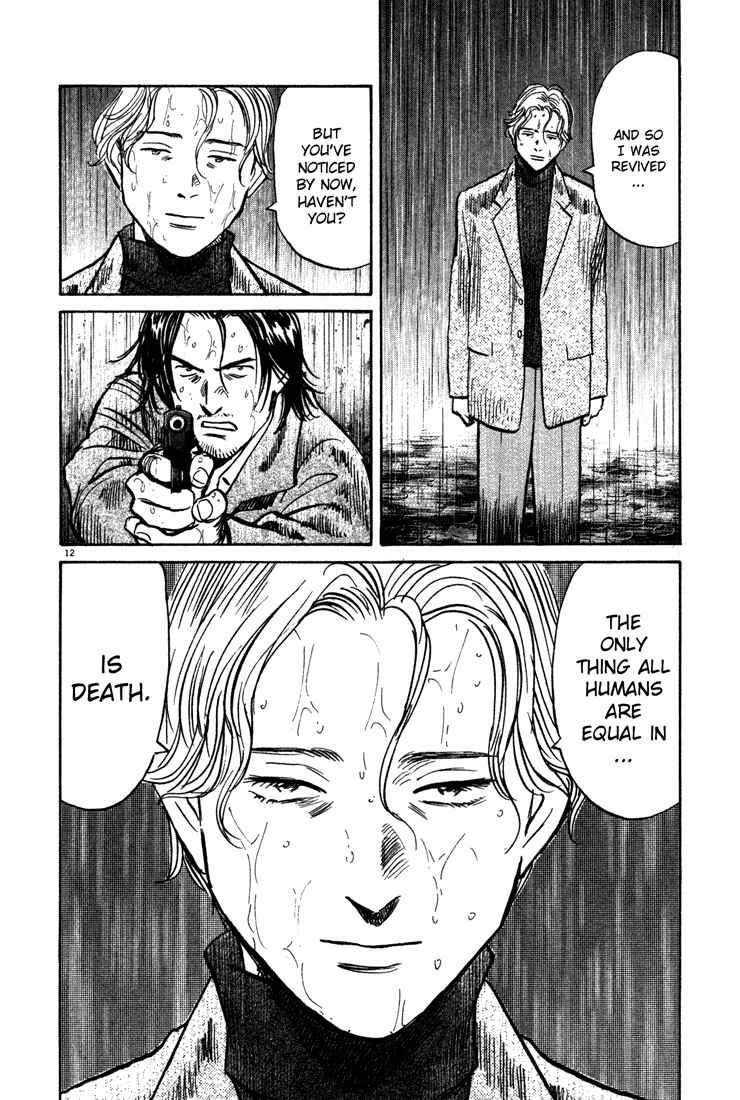 AND SO
I WAS
REVIVED
...
BUT
YOU'VE
NOTICED
BY NOW,
HAVEN'T
YOU?
12
THE
ONLY
THING ALL
HUMANS
ARE
EQUAL IN
...
IS
DEATH.